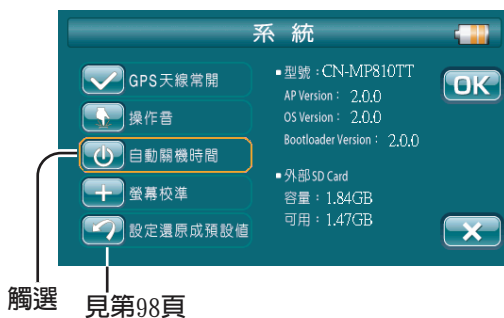 系 統
GPS天線常開
操作音
自動關機時間
螢幕校準
設定還原成預設值
▪型號：CN-MP810TT
AP Version： 2.0.0
OS Version： 2.0.0
Bootloader Version： 2.0.0
▪外部SD Card
容量：1.84GB
可用：1.47GB
OK
觸選
見第98頁